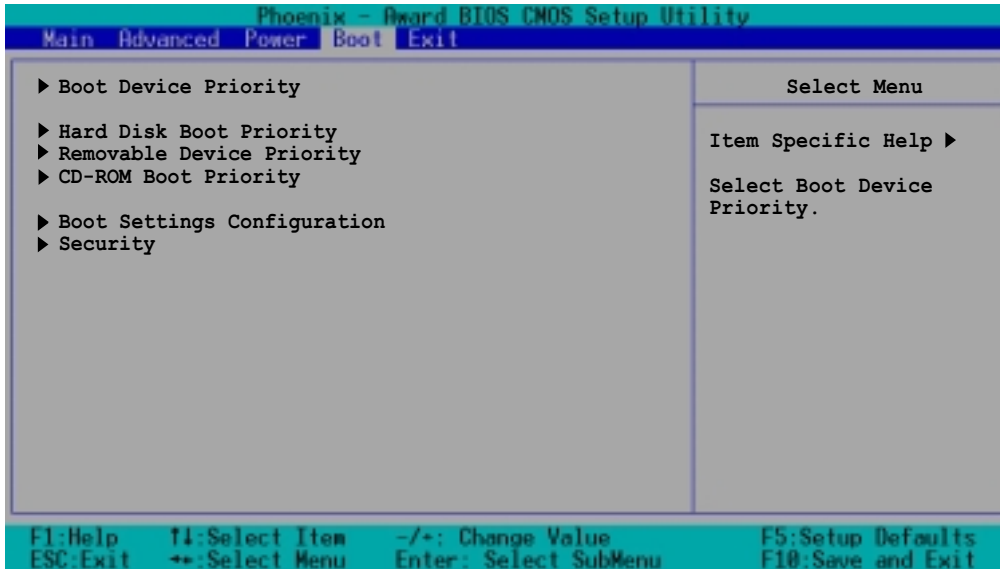 Phoenix - Award BIOS CMOS Setup Utility
Main Advanced Power Boot Exit
▶ Boot Device Priority
▶ Hard Disk Boot Priority
▶ Removable Device Priority
▶ CD-ROM Boot Priority
▶ Boot Settings Configuration
▶ Security
Select Menu
Item Specific Help ▶
Select Boot Device
Priority.
F1:Help ↑↓:Select Item -/+: Change Value F5:Setup Defaults
ESC:Exit ←→:Select Menu Enter: Select SubMenu F10:Save and Exit